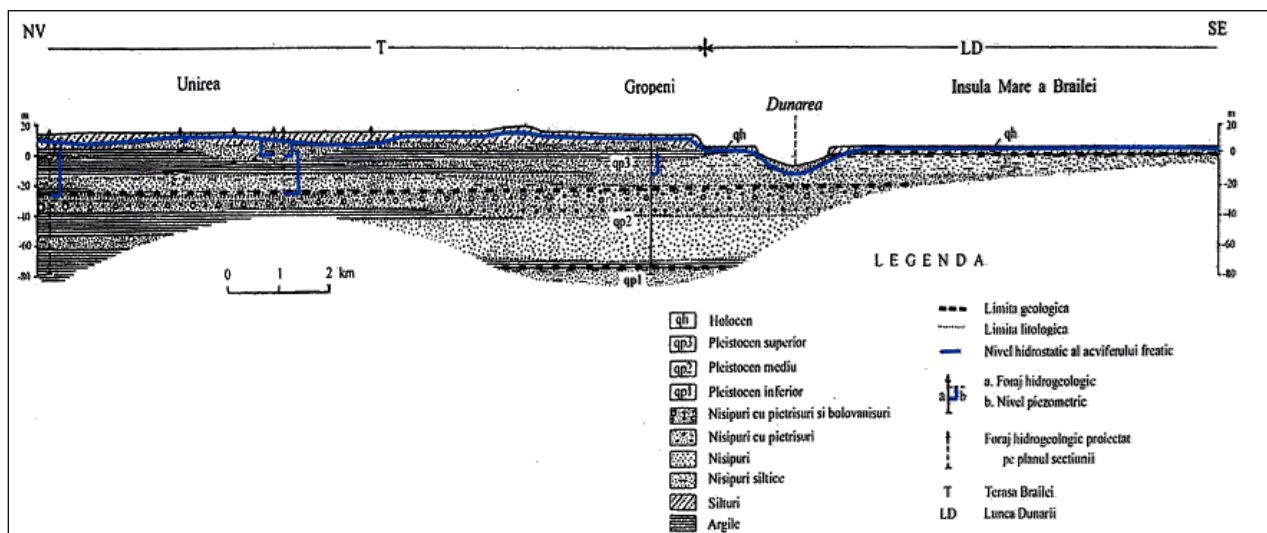 NV
SE
T
LD
Unirea
Gropeni
Dunarea
Insula Mare a Brailei
m
20
0
-20
-40
-60
-80
m
20
0
-20
-40
-60
-80
qh
qh
qp3
qp2
qp1
0 1 2 km
LEGENDA
qh Holocen
qp3 Pleistocen superior
qp2 Pleistocen mediu
qp1 Pleistocen inferior
Nisipuri cu pietrisuri si bolovanisuri
Nisipuri cu pietrisuri
Nisipuri
Nisipuri siltice
Silturi
Argile
Limita geologica
Limita litologica
Nivel hidrostatic al acviferului freatic
a b
a. Foraj hidrogeologic
b. Nivel piezometric
Foraj hidrogeologic proiectat
pe planul sectiunii
T Terasa Brailei
LD Lunca Dunarii